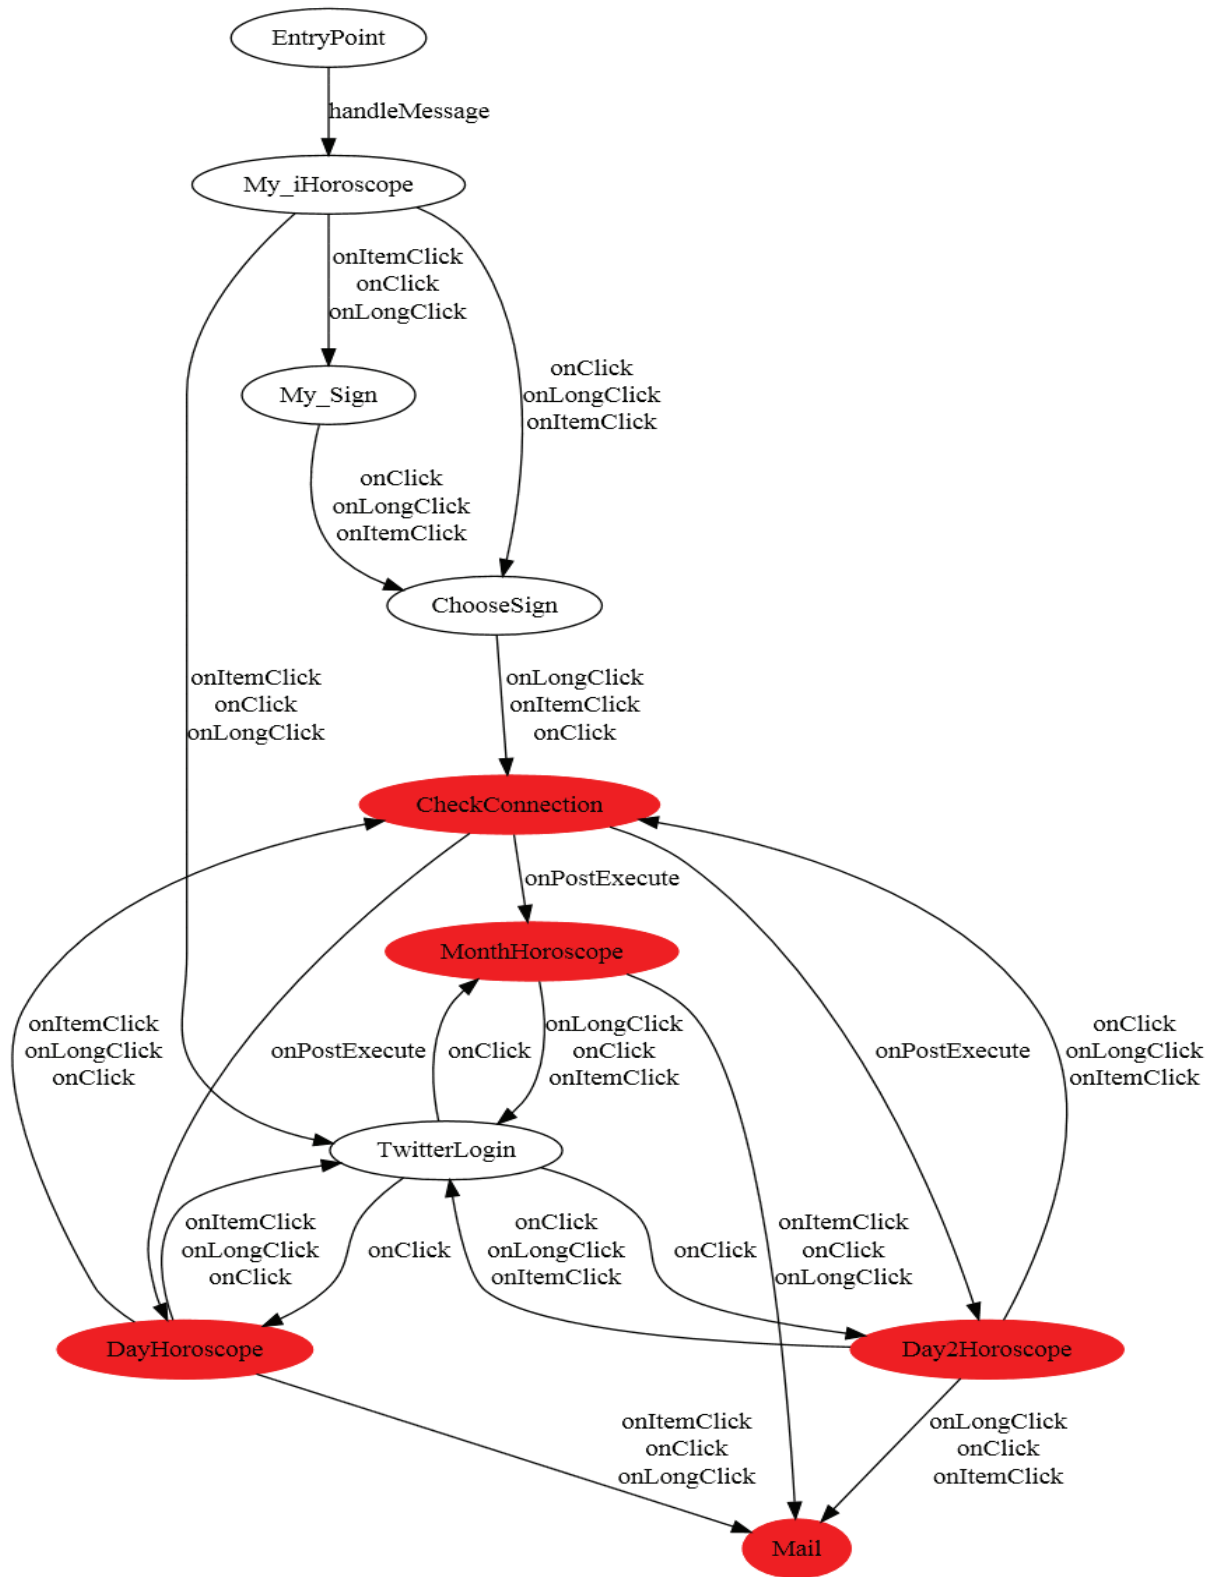 EntryPoint
handleMessage
My_iHoroscope
onItemClick
onClick
onLongClick
My_Sign
onClick
onLongClick
onItemClick
onClick
onLongClick
onItemClick
ChooseSign
onItemClick
onClick
onLongClick
onLongClick
onItemClick
onClick
CheckConnection
onPostExecute
MonthHoroscope
onItemClick
onLongClick
onClick
onPostExecute
onClick
onLongClick
onClick
onItemClick
onPostExecute
onClick
onLongClick
onItemClick
TwitterLogin
onItemClick
onLongClick
onClick
onClick
onClick
onLongClick
onItemClick
onClick
onItemClick
onClick
onLongClick
DayHoroscope
Day2Horoscope
onItemClick
onClick
onLongClick
onLongClick
onClick
onItemClick
Mail